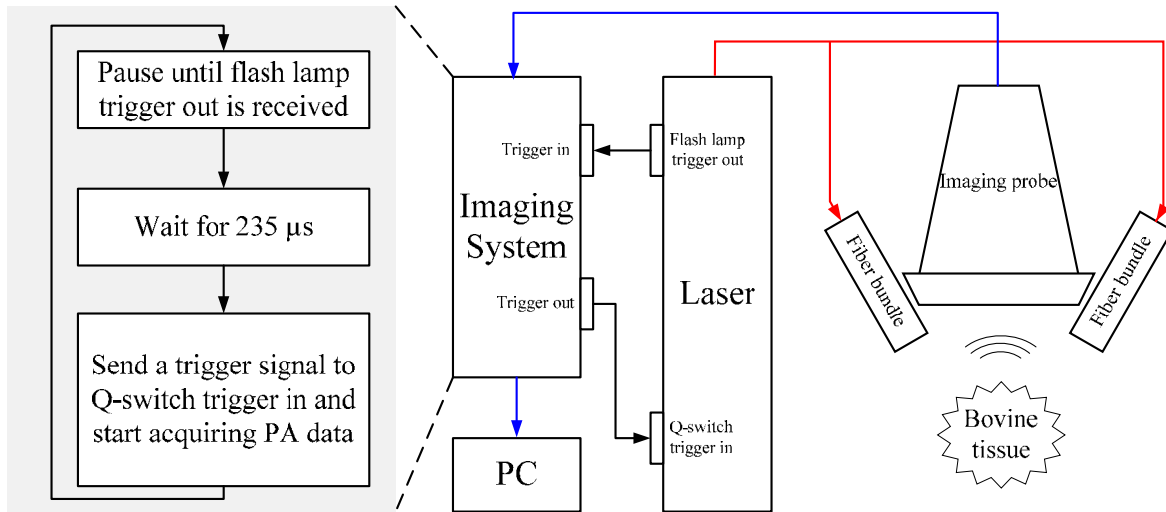 Pause until flash lamp
trigger out is received
Wait for 235 μs
Send a trigger signal to
Q-switch trigger in and
start acquiring PA data
Trigger in
Imaging
System
Trigger out
PC
Flash lamp
trigger out
Laser
Q-switch
trigger in
Imaging probe
Fiber bundle
Fiber bundle
Bovine
tissue